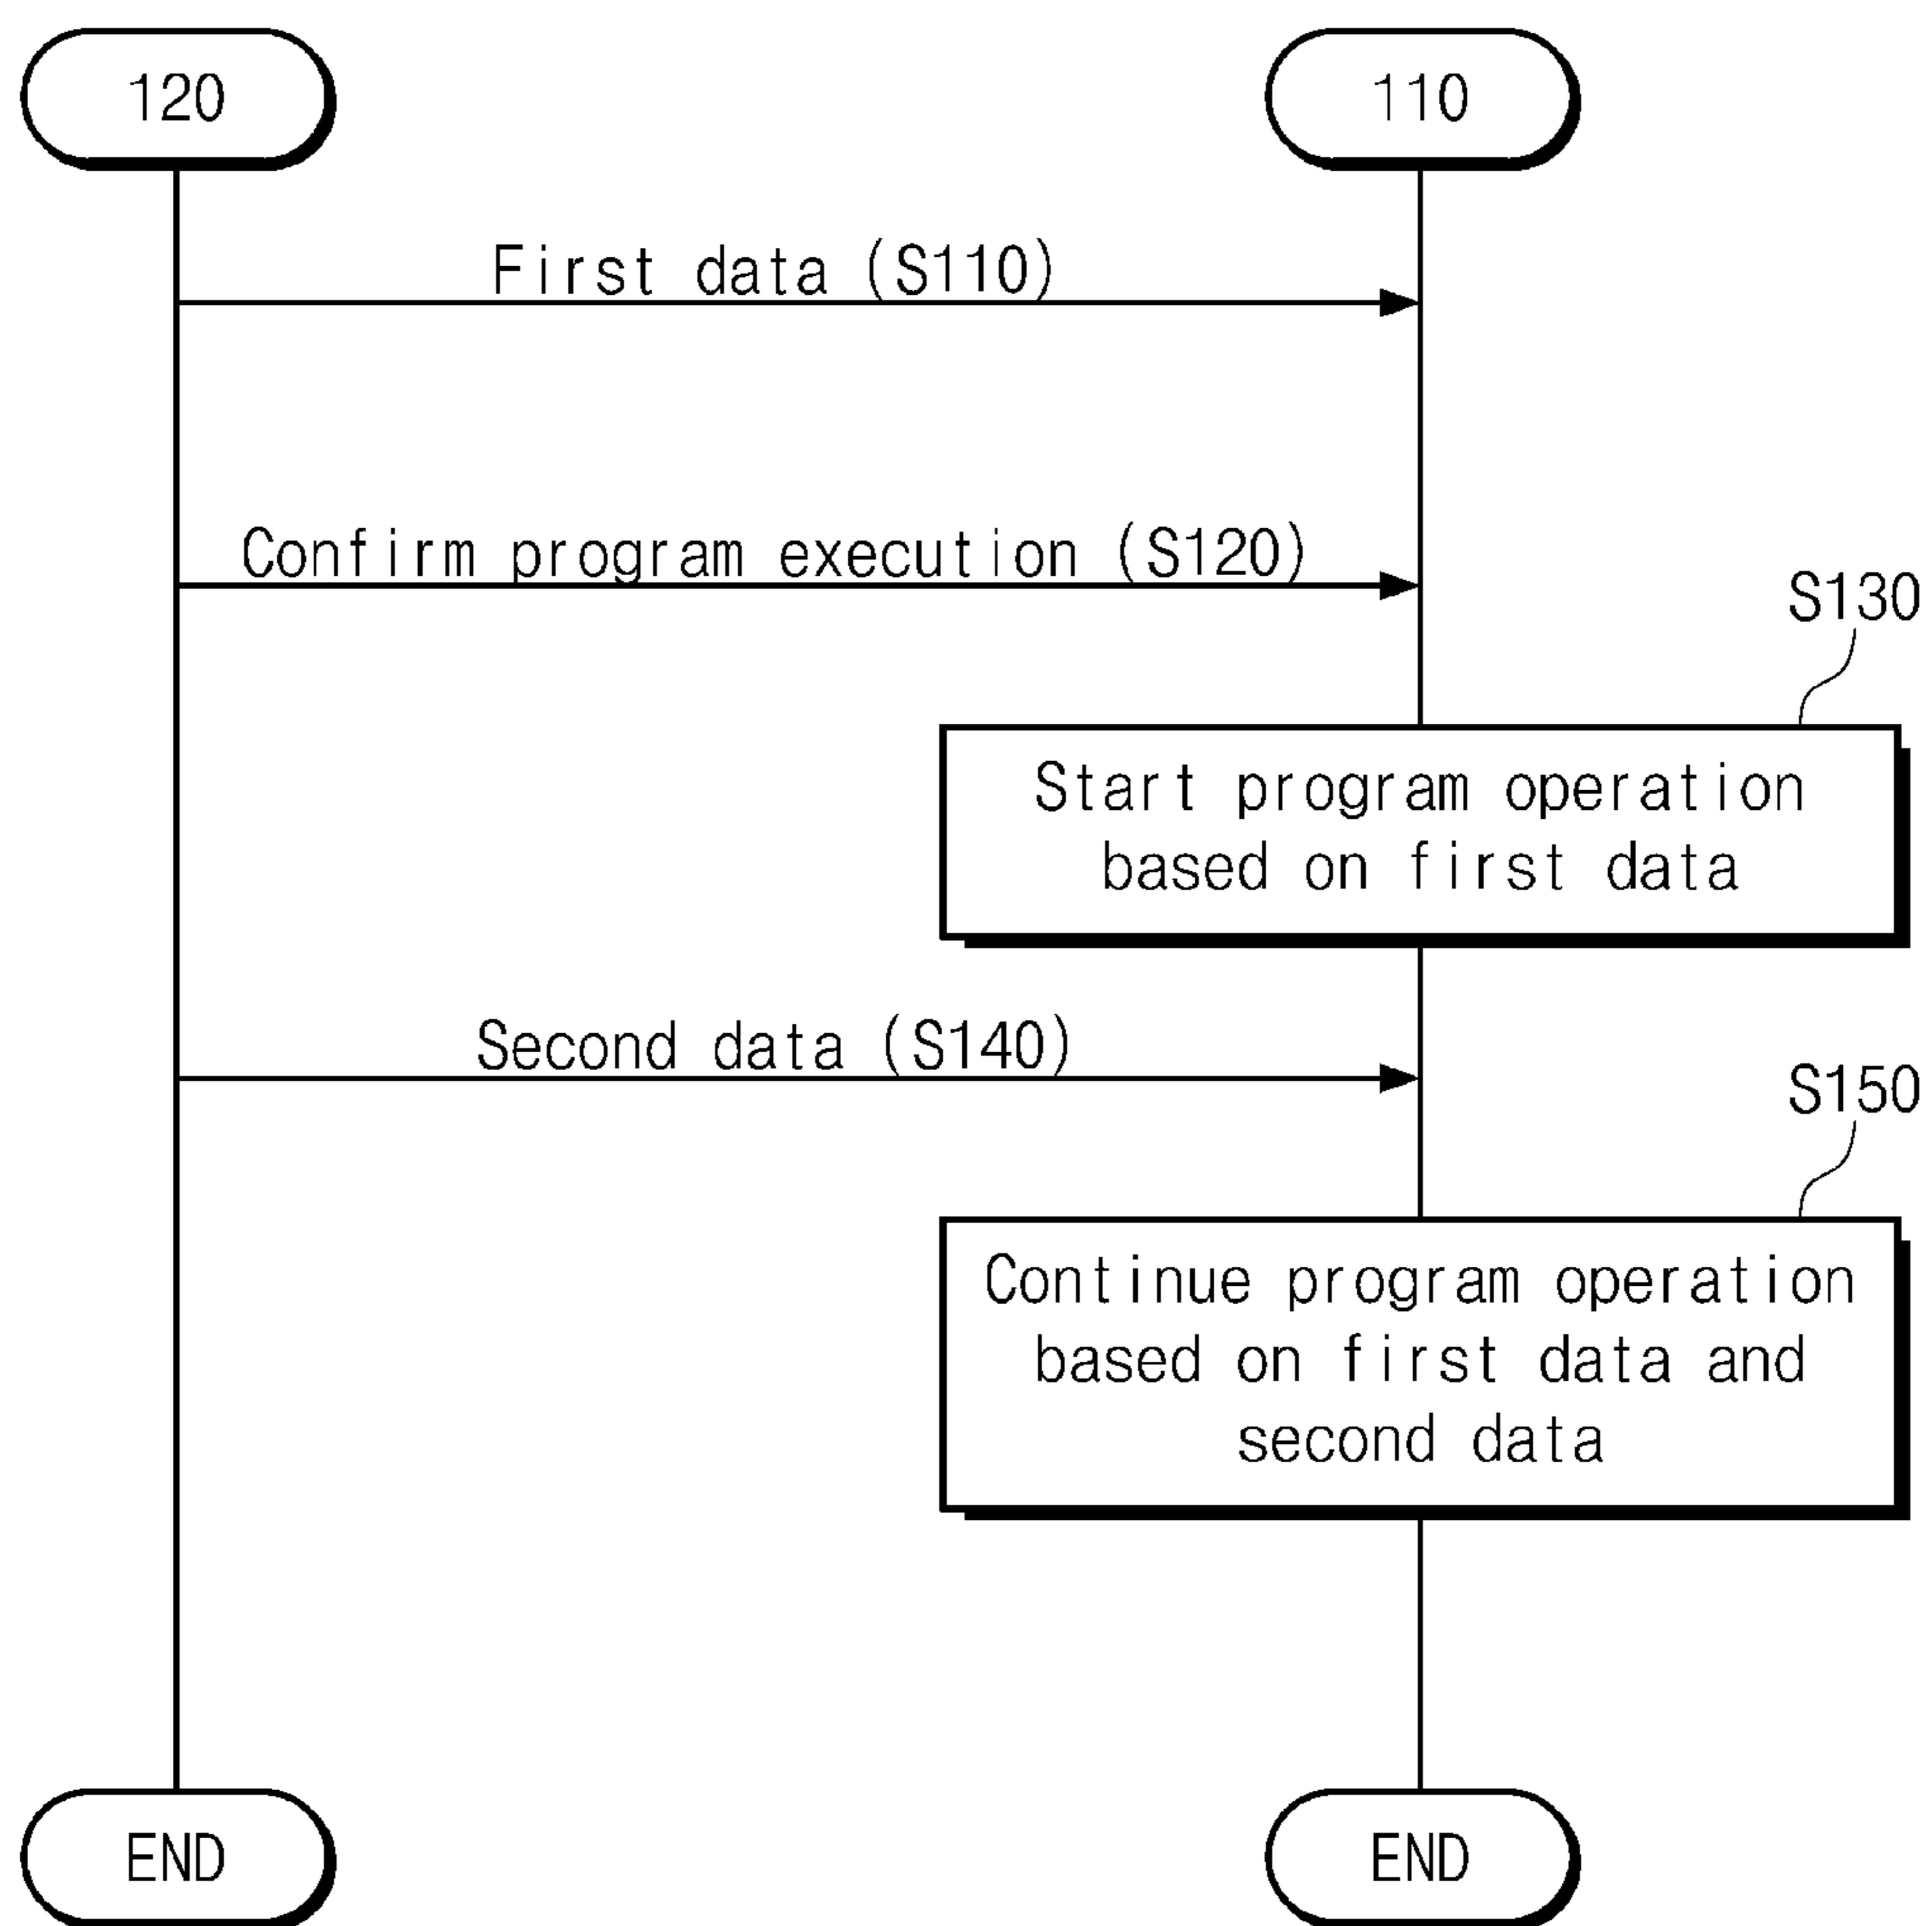 120
110
First data (S110)
Confirm program execution (S120)
S130
Start program operation
based on first data
Second data (S140)
S150
Continue program operation
based on first data and
second data
END
END